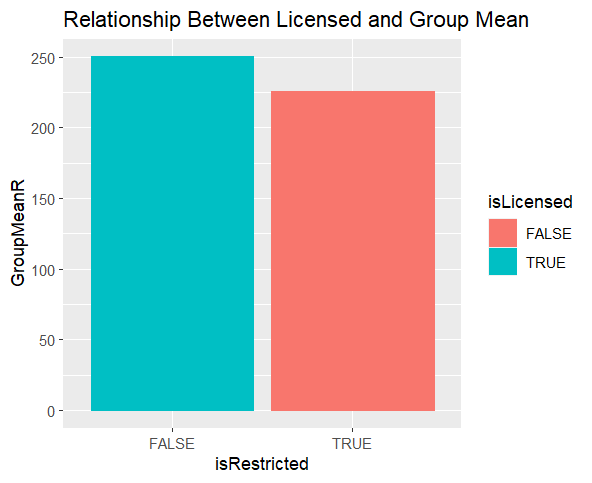 Relationship Between Licensed and Group Mean
GroupMeanR
250
200
150
100
50
0
FALSE
TRUE
isRestricted
isLicensed
FALSE
TRUE